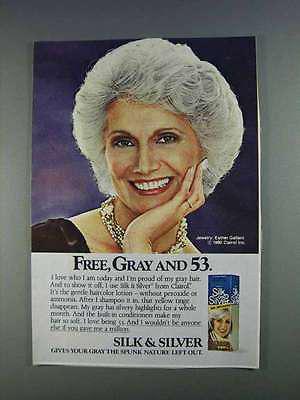 Jewelry: Esther Gallant
© 1980 Clairol Inc.
FREE, GRAY AND 53.
I love who I am today and I'm proud of my gray hair.
And to show it off, I use Silk & Silver® from Clairol.
It's the gentle haircolor lotion – without peroxide or
ammonia. After I shampoo it in, that yellow tinge
disappears. My gray has silvery highlights for a whole
month. And the built-in conditioners make my
hair so soft. I love being 53. And I wouldn't be anyone
else if you gave me a million.
SILK & SILVER
GIVES YOUR GRAY THE SPUNK NATURE LEFT OUT.
Silk
Silver